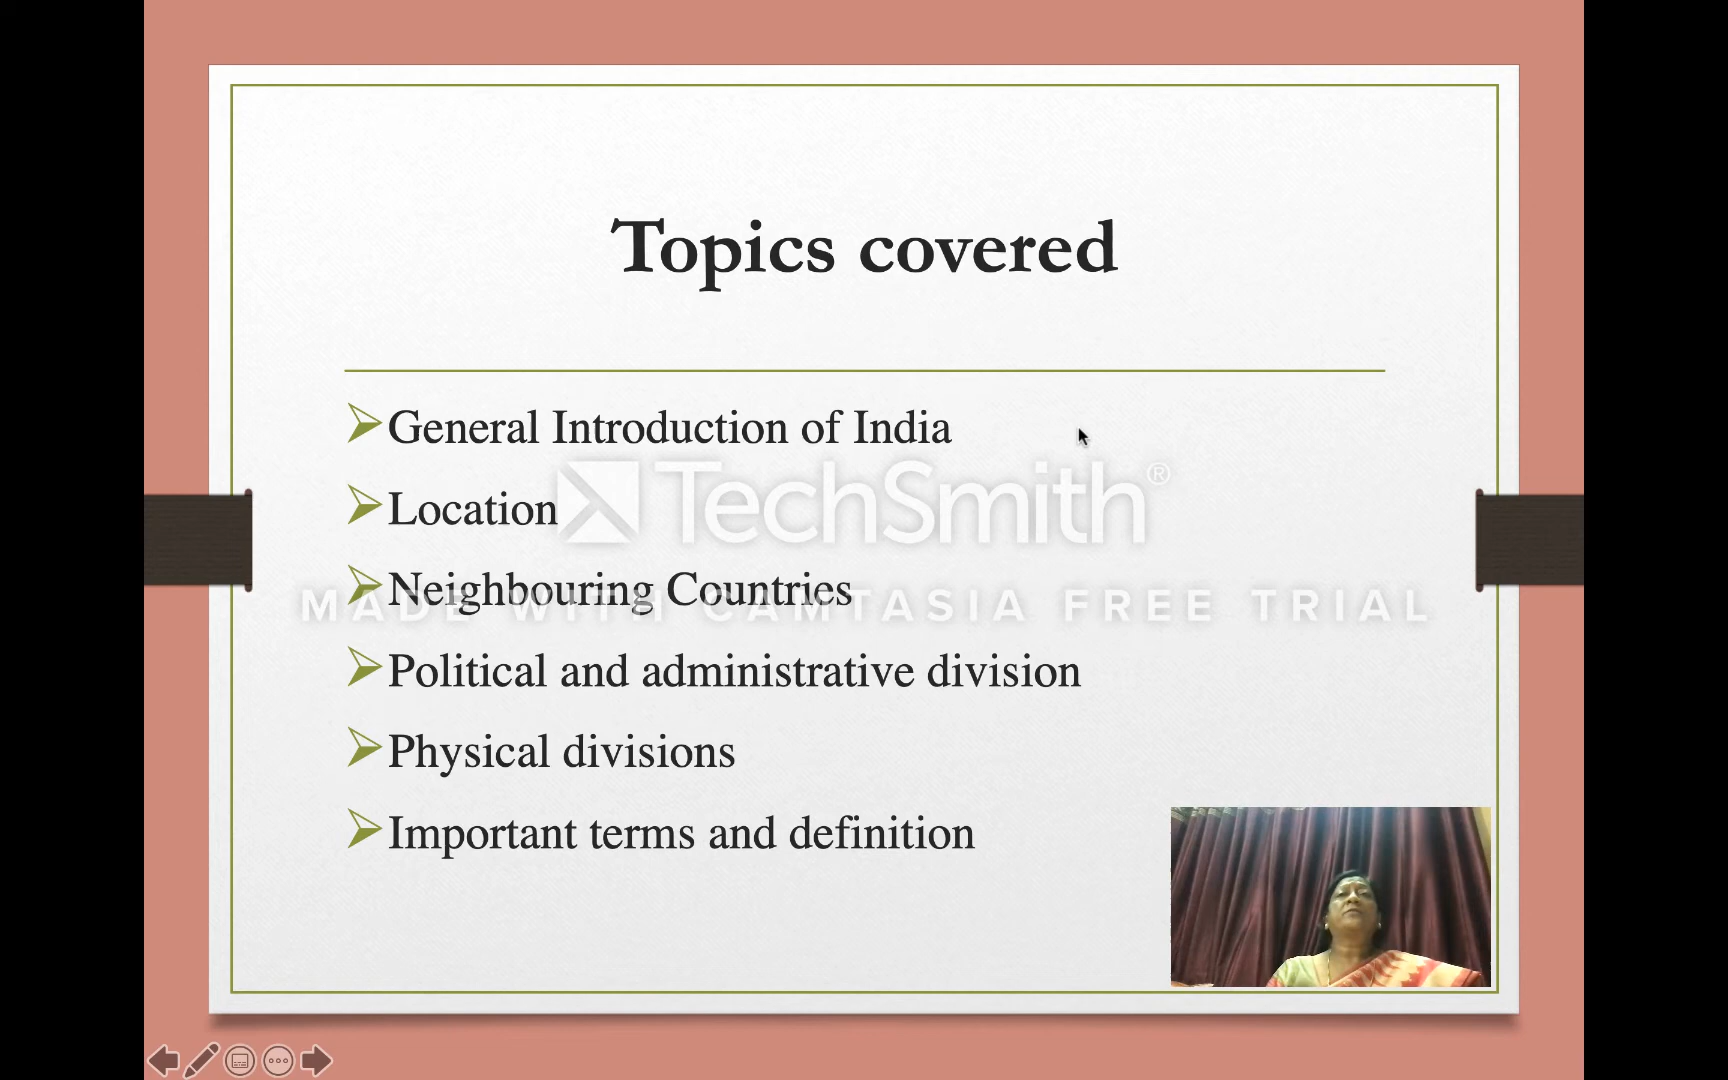 Topics covered
General Introduction of India
Location
TechSmith®
Neighbouring Countries
MADE WITH CAMTASIA FREE TRIAL
Political and administrative division
Physical divisions
Important terms and definition